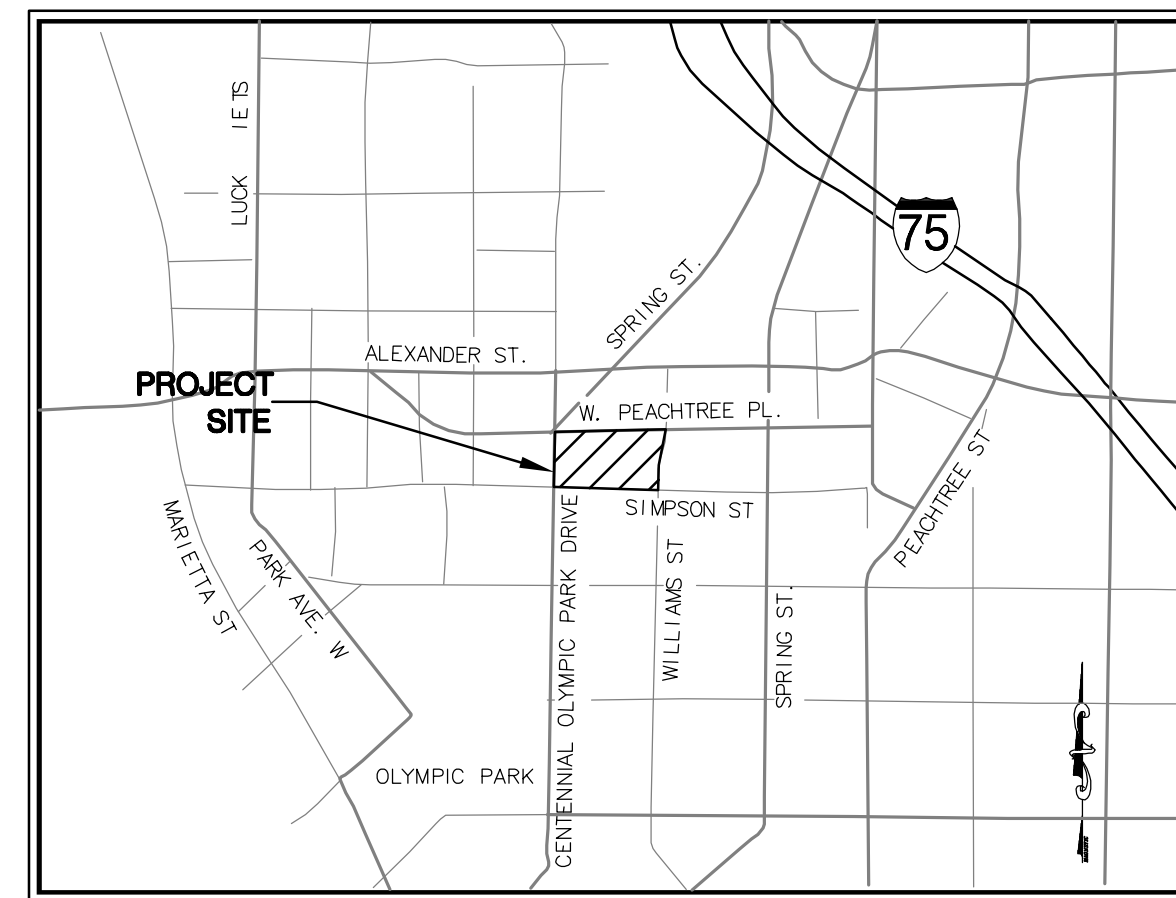 LUCK IE TS
75
SPRING ST.
ALEXANDER ST.
PROJECT
SITE
W. PEACHTREE PL.
PEACHTREE ST
SIMPSON ST
MARIETTA ST
PARK AVE. W
CENTENNIAL OLYMPIC PARK DRIVE
WILLIAMS ST
SPRING ST.
OLYMPIC PARK